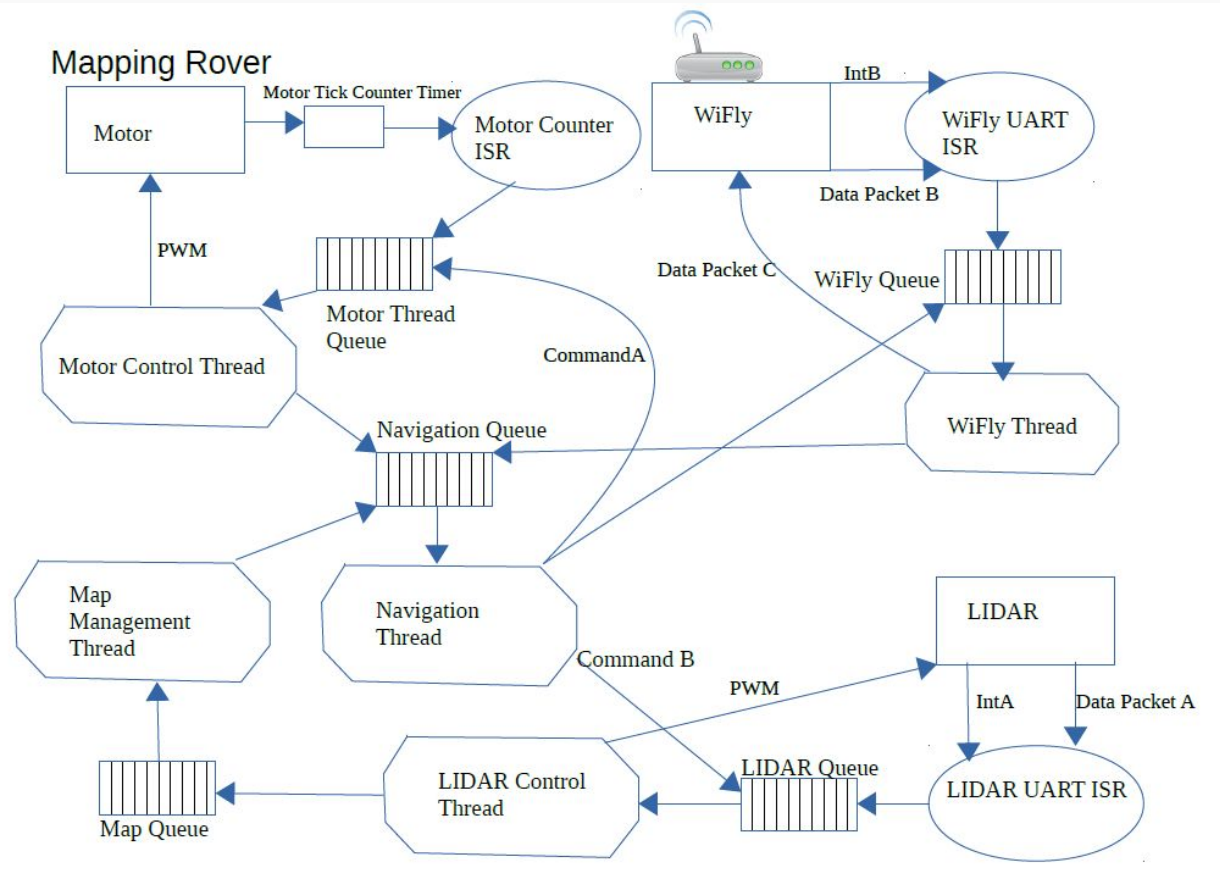 Mapping Rover
Motor Tick Counter Timer
Motor
Motor Counter
ISR
WiFly
IntB
WiFly UART
ISR
Data Packet B
PWM
Data Packet C
WiFly Queue
Motor Thread
Queue
CommandA
Motor Control Thread
WiFly Thread
Navigation Queue
Map
Management
Thread
Navigation
Thread
LIDAR
Command B
PWM
IntA
Data Packet A
LIDAR Queue
LIDAR Control
Thread
LIDAR UART ISR
Map Queue